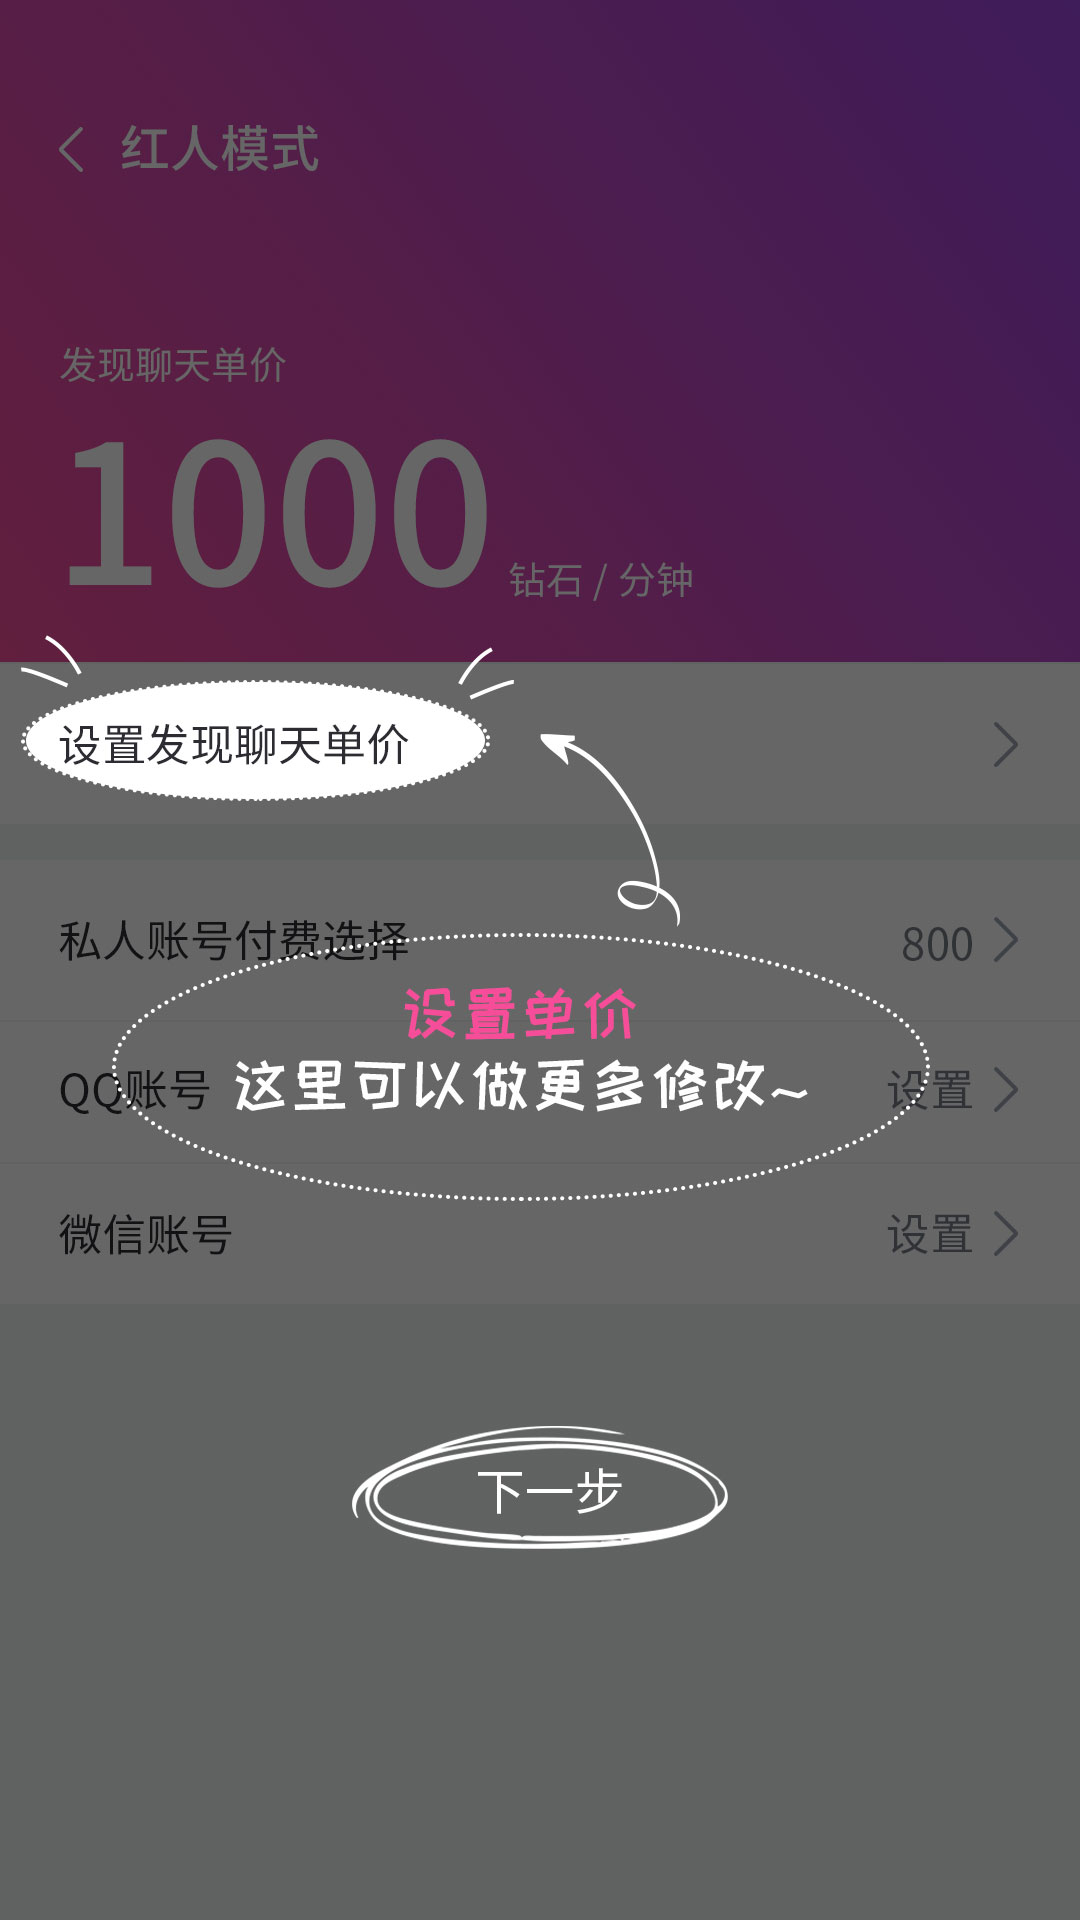 红人模式
发现聊天单价
1000 钻石 / 分钟
设置发现聊天单价
私人账号付费选择 800
设置单价
这里可以做更多修改~
QQ账号 设置
微信账号 设置
下一步